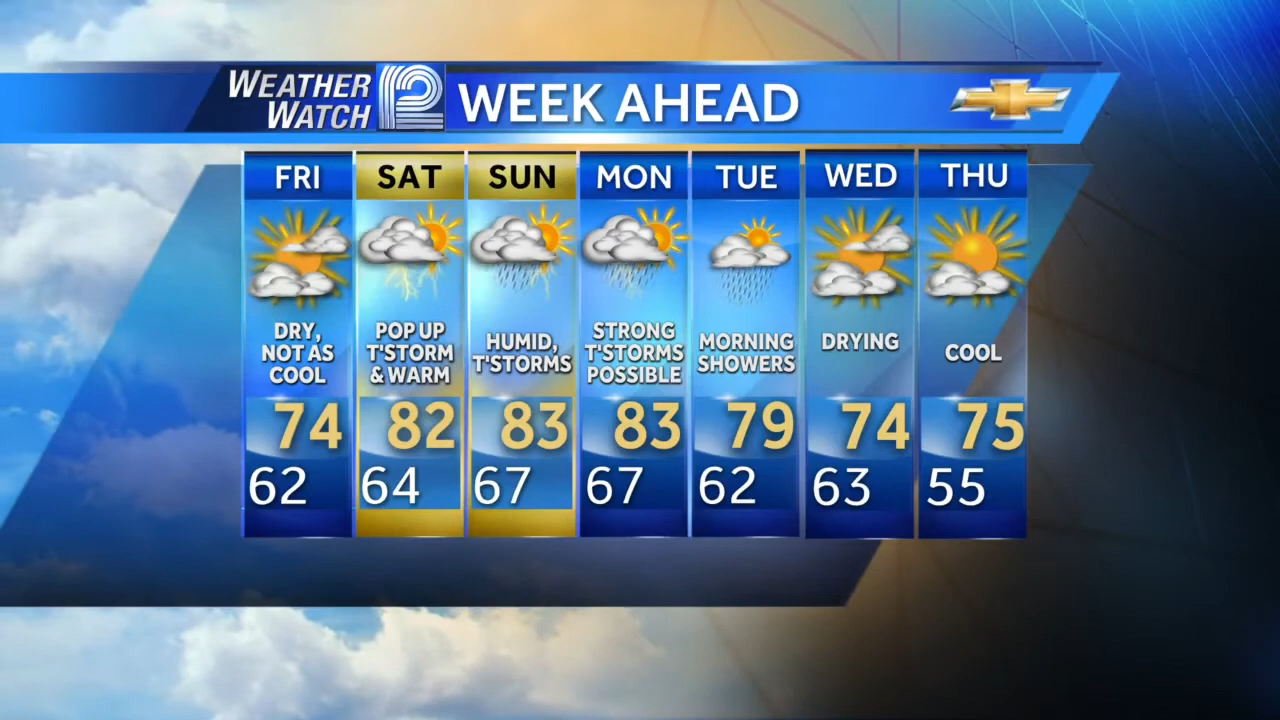 WEATHER
WATCH 12 WEEK AHEAD
FRI SAT SUN MON TUE WED THU
DRY,
NOT AS
COOL
POP UP
T'STORM
& WARM
HUMID,
T'STORMS
STRONG
T'STORMS
POSSIBLE
MORNING
SHOWERS
DRYING
COOL
74 82 83 83 79 74 75
62 64 67 67 62 63 55